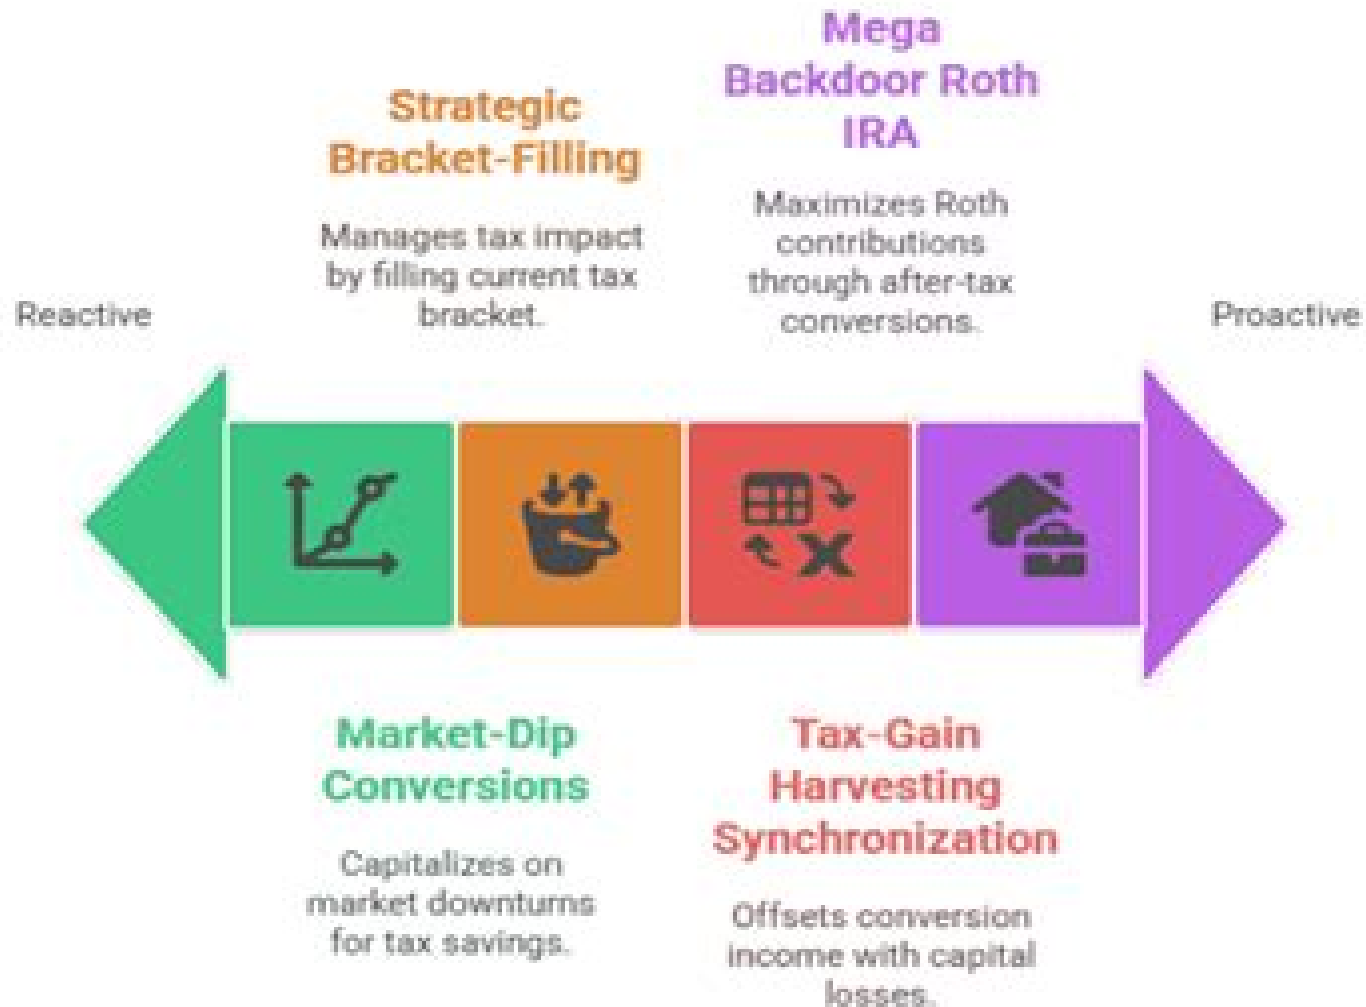 Mega
Backdoor Roth
IRA
Strategic
Bracket-Filling
Maximizes Roth
contributions
through after-tax
conversions.
Manages tax impact
by filling current tax
bracket.
Reactive
Proactive
Market-Dip
Conversions
Capitalizes on
market downturns
for tax savings.
Tax-Gain
Harvesting
Synchronization
Offsets conversion
income with capital
losses.